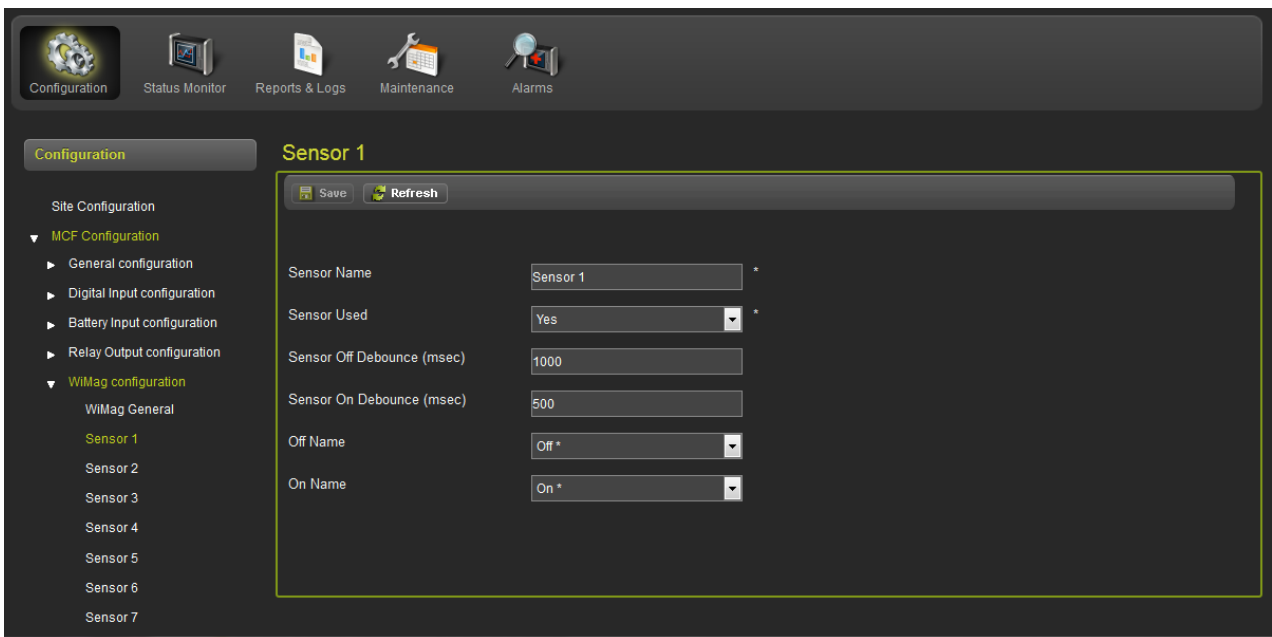 Configuration
Status Monitor
Reports & Logs
Maintenance
Alarms
Configuration
Site Configuration
MCF Configuration
General configuration
Digital Input configuration
Battery Input configuration
Relay Output configuration
WiMag configuration
WiMag General
Sensor 1
Sensor 2
Sensor 3
Sensor 4
Sensor 5
Sensor 6
Sensor 7
Sensor 1
Save Refresh
Sensor Name Sensor 1 *
Sensor Used Yes *
Sensor Off Debounce (msec) 1000
Sensor On Debounce (msec) 500
Off Name Off *
On Name On *